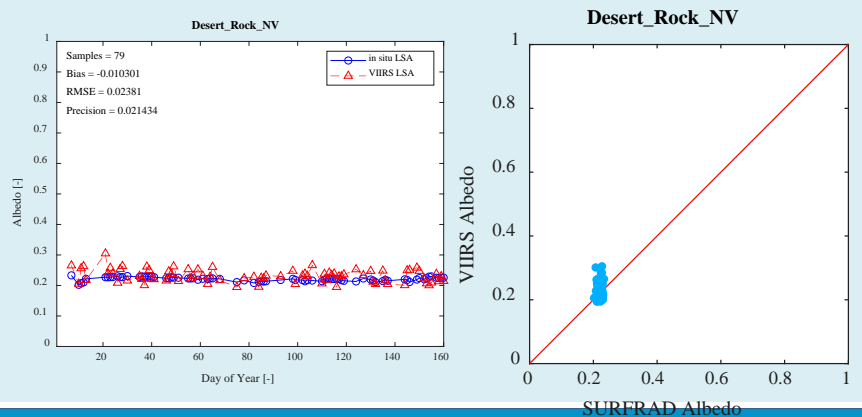 Desert_Rock_NV
1
0.9
0.8
0.7
0.6
0.5
0.4
0.3
0.2
0.1
0
Albedo [-]
Samples = 79
Bias = -0.010301
RMSE = 0.02381
Precision = 0.021434
in situ LSA
VIIRS LSA
20 40 60 80 100 120 140 160
Day of Year [-]
Desert_Rock_NV
1
0.8
0.6
0.4
0.2
0
VIIRS Albedo
0 0.2 0.4 0.6 0.8 1
SURFRAD Albedo